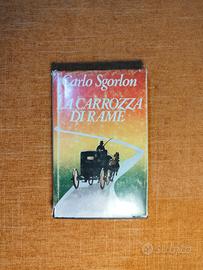 Carlo Sgorlon
LA CARROZZA
DI RAME
subito